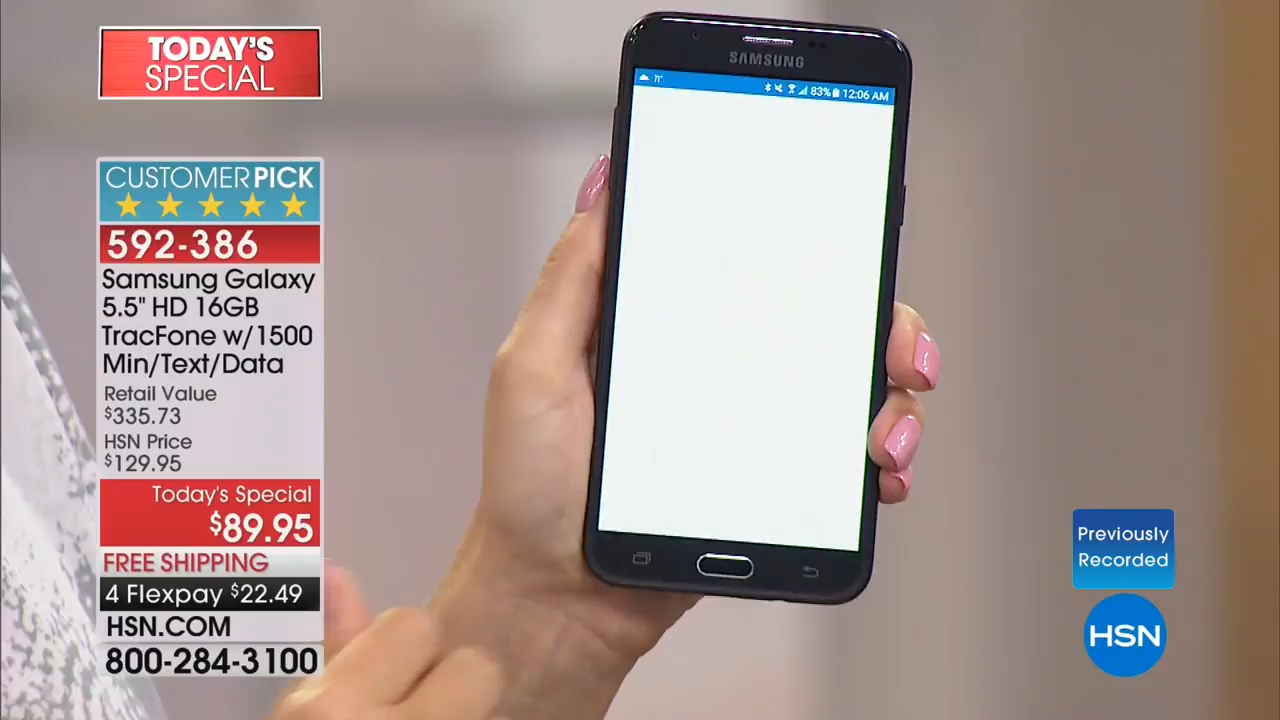 TODAY'S
SPECIAL
CUSTOMER PICK
592-386
Samsung Galaxy
5.5" HD 16GB
TracFone w/1500
Min/Text/Data
Retail Value
$335.73
HSN Price
$129.95
Today's Special
$89.95
FREE SHIPPING
4 Flexpay $22.49
HSN.COM
800-284-3100
SAMSUNG
83% 12:06 AM
Previously
Recorded
HSN